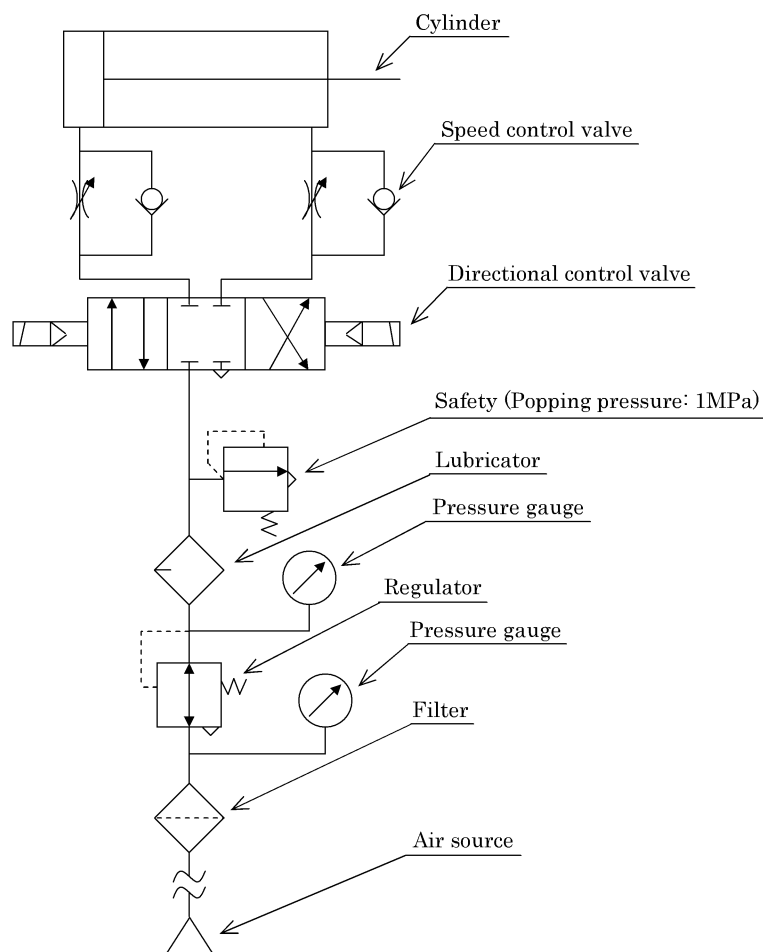 Cylinder
Speed control valve
Directional control valve
Safety (Popping pressure: 1MPa)
Lubricator
Pressure gauge
Regulator
Pressure gauge
Filter
Air source